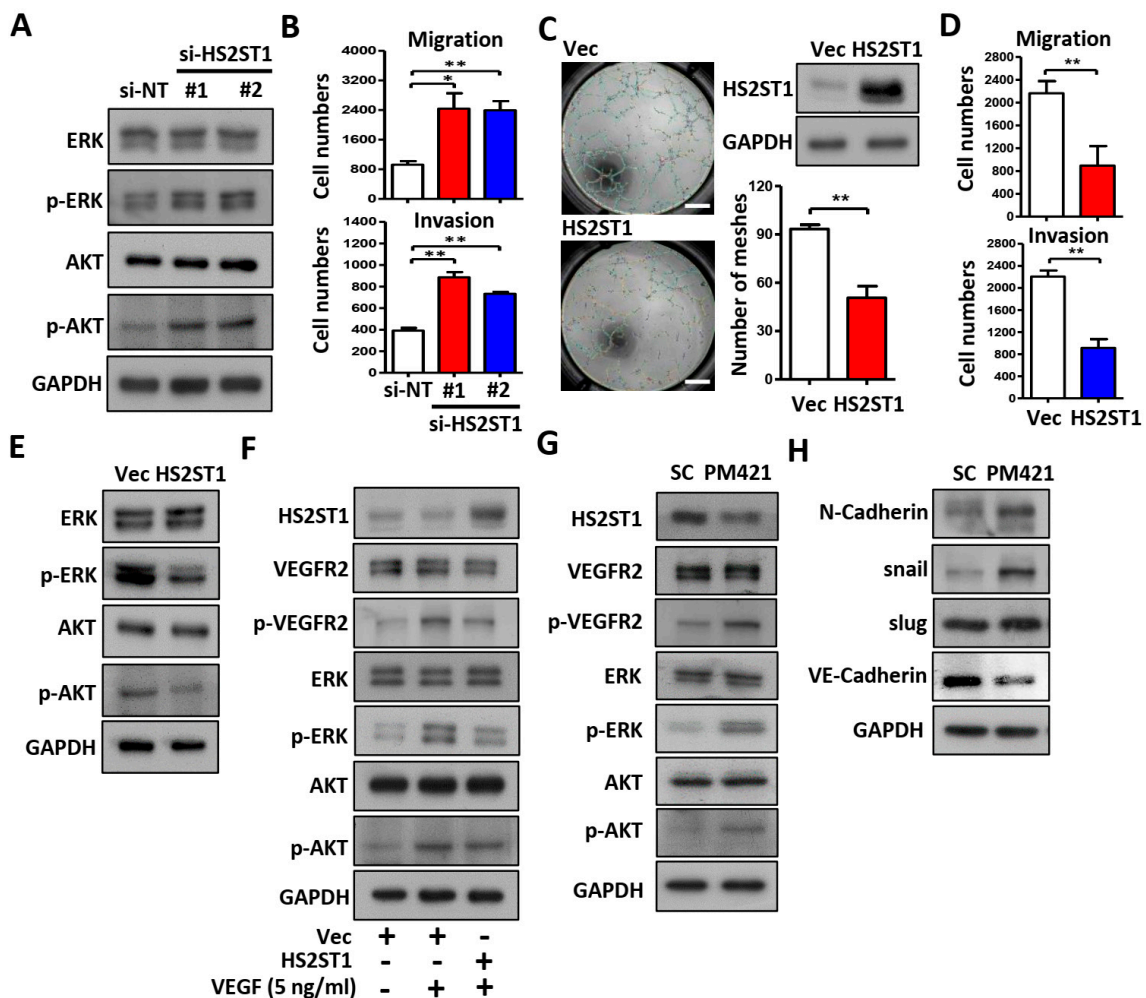 A
si-HS2ST1
si-NT #1 #2
ERK
p-ERK
AKT
p-AKT
GAPDH
B
Migration
Cell numbers
3200
2400
1600
800
0
**
*
Invasion
Cell numbers
1400
1200
1000
800
600
400
200
0
**
**
si-NT #1 #2
si-HS2ST1
C
Vec
HS2ST1
Vec HS2ST1
HS2ST1
GAPDH
Number of meshes
120
90
60
30
0
**
Vec HS2ST1
D
Migration
Cell numbers
2800
2400
2000
1600
1200
800
400
0
**
Invasion
Cell numbers
2800
2400
2000
1600
1200
800
400
0
**
Vec HS2ST1
E
Vec HS2ST1
ERK
p-ERK
AKT
p-AKT
GAPDH
F
HS2ST1
VEGFR2
p-VEGFR2
ERK
p-ERK
AKT
p-AKT
GAPDH
Vec + + -
HS2ST1 - - +
VEGF (5 ng/ml) - + +
G
SC PM421
HS2ST1
VEGFR2
p-VEGFR2
ERK
p-ERK
AKT
p-AKT
GAPDH
H
SC PM421
N-Cadherin
snail
slug
VE-Cadherin
GAPDH